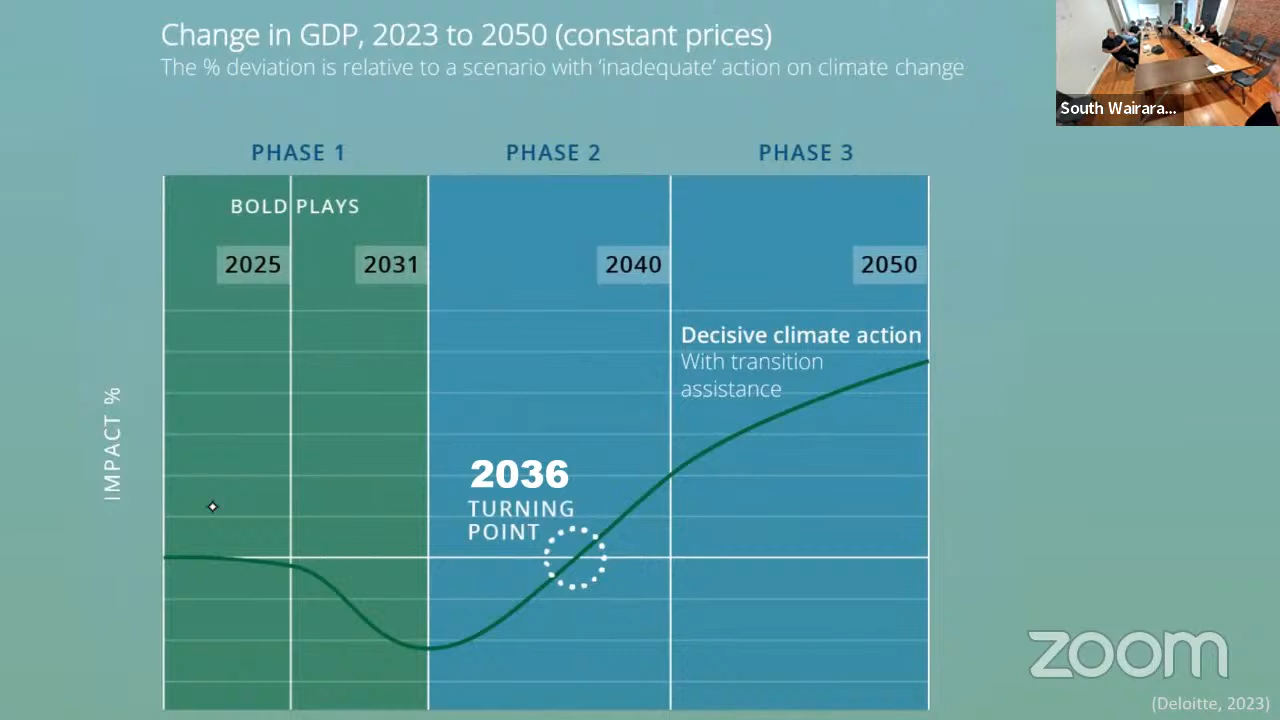 Change in GDP, 2023 to 2050 (constant prices)
The % deviation is relative to a scenario with ‘inadequate’ action on climate change
South Wairara...
PHASE 1
PHASE 2
PHASE 3
BOLD PLAYS
2025
2031
2040
2050
Decisive climate action
With transition
assistance
IMPACT %
2036
TURNING
POINT
zoom
(Deloitte, 2023)